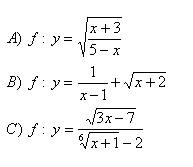 A) f: y = √((x+3)/(5−x))
B) f: y = 1/(x−1) + √(x+2)
C) f: y = √(3x−7)/(⁶√(x+1)−2)